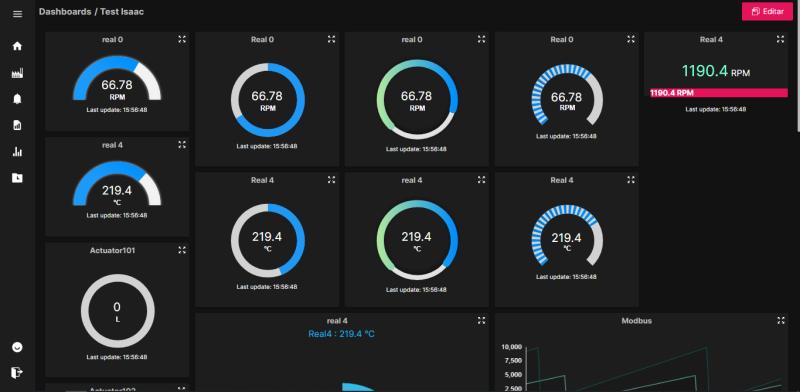 Dashboards / Test Isaac
Editar
real 0
66.78
RPM
Last update: 15:56:48
Real 0
66.78
RPM
Last update: 15:56:48
real 0
66.78
RPM
Last update: 15:56:48
Real 0
66.78
RPM
Last update: 15:56:48
Real 4
1190.4 RPM
1190.4 RPM
Last update: 15:56:48
real 4
219.4
°C
Last update: 15:56:48
Real 4
219.4
°C
Last update: 15:56:48
real 4
219.4
°C
Last update: 15:56:48
Real 4
219.4
°C
Last update: 15:56:48
Actuator101
0
L
Last update: 15:56:48
real 4
Real4 : 219.4 °C
Modbus
10,000
7,500
5,000
2,500